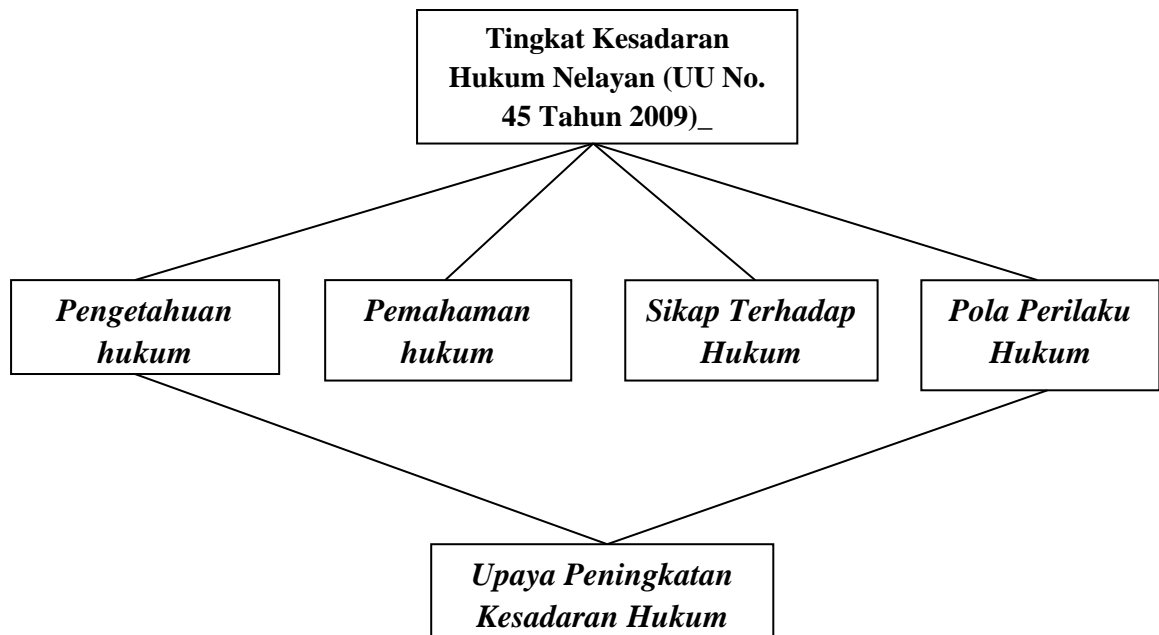 Tingkat Kesadaran
Hukum Nelayan (UU No.
45 Tahun 2009)_
Pengetahuan
hukum
Pemahaman
hukum
Sikap Terhadap
Hukum
Pola Perilaku
Hukum
Upaya Peningkatan
Kesadaran Hukum